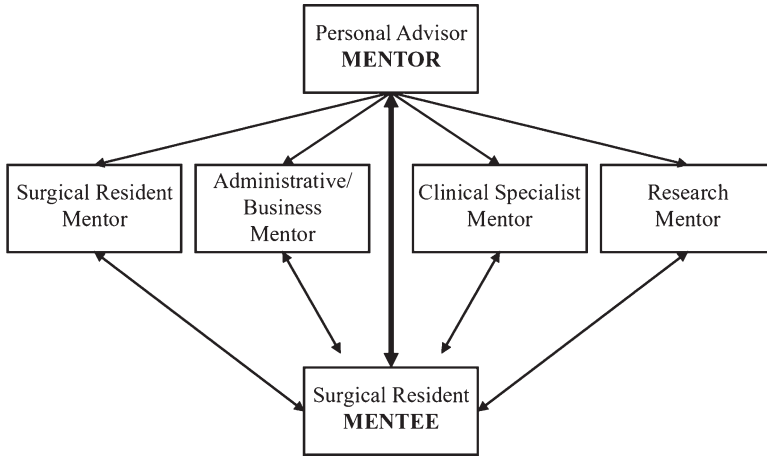 Personal Advisor
MENTOR
Surgical Resident
Mentor
Administrative/
Business
Mentor
Clinical Specialist
Mentor
Research
Mentor
Surgical Resident
MENTEE